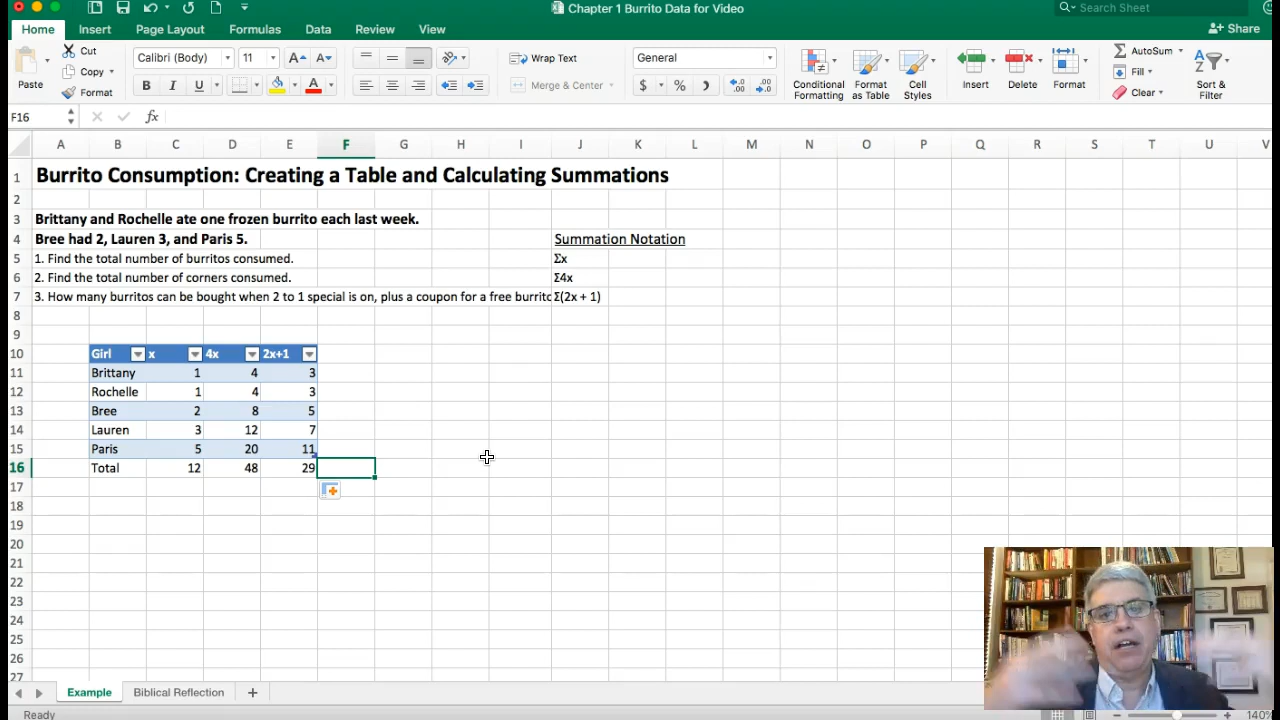 Chapter 1 Burrito Data for Video
Search Sheet
Home Insert Page Layout Formulas Data Review View
Share
Paste
Cut
Copy
Format
Calibri (Body) 11
B I U
Wrap Text
Merge & Center
General
$ % )
Conditional Formatting
Format as Table
Cell Styles
Insert
Delete
Format
AutoSum
Fill
Clear
Sort & Filter
F16
fx
A B C D E F G H I J K L M N O P Q R S T U V
1 Burrito Consumption: Creating a Table and Calculating Summations
2
3 Brittany and Rochelle ate one frozen burrito each last week.
4 Bree had 2, Lauren 3, and Paris 5. Summation Notation
5 1. Find the total number of burritos consumed. Σx
6 2. Find the total number of corners consumed. Σ4x
7 3. How many burritos can be bought when 2 to 1 special is on, plus a coupon for a free burrito Σ(2x + 1)
8
9
10 Girl x 4x 2x+1
11 Brittany 1 4 3
12 Rochelle 1 4 3
13 Bree 2 8 5
14 Lauren 3 12 7
15 Paris 5 20 11
16 Total 12 48 29
17
18
19
20
21
22
23
24
25
26
27
Example Biblical Reflection
Ready
140%